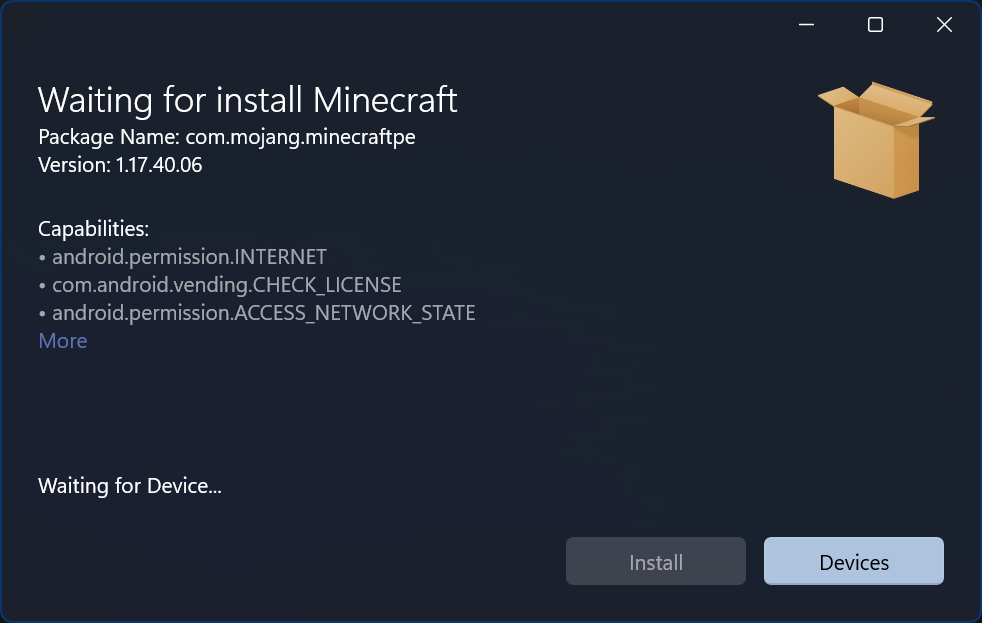 Waiting for install Minecraft
Package Name: com.mojang.minecraftpe
Version: 1.17.40.06
Capabilities:
• android.permission.INTERNET
• com.android.vending.CHECK_LICENSE
• android.permission.ACCESS_NETWORK_STATE
More
Waiting for Device...
Install
Devices